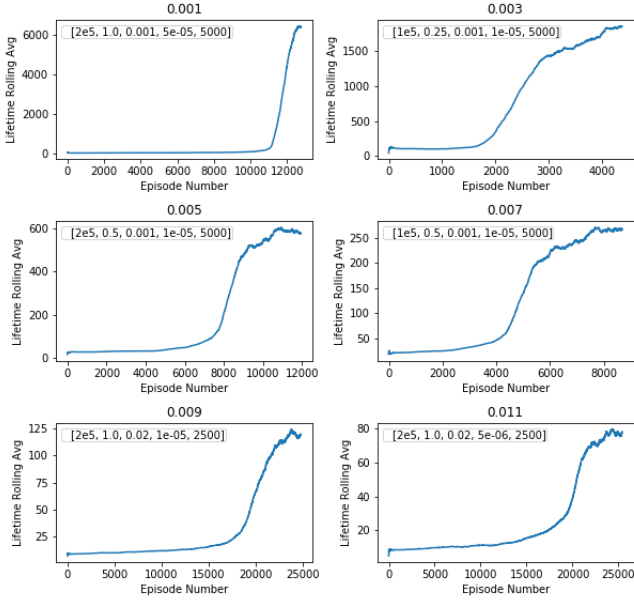 0.001
[2e5, 1.0, 0.001, 5e-05, 5000]
Lifetime Rolling Avg
6000
4000
2000
0
0 2000 4000 6000 8000 10000 12000
Episode Number
0.003
[1e5, 0.25, 0.001, 1e-05, 5000]
Lifetime Rolling Avg
1500
1000
500
0
0 1000 2000 3000 4000
Episode Number
0.005
[2e5, 0.5, 0.001, 1e-05, 5000]
Lifetime Rolling Avg
600
400
200
0
0 2000 4000 6000 8000 10000 12000
Episode Number
0.007
[1e5, 0.5, 0.001, 1e-05, 5000]
Lifetime Rolling Avg
250
200
150
100
50
0 2000 4000 6000 8000
Episode Number
0.009
[2e5, 1.0, 0.02, 1e-05, 2500]
Lifetime Rolling Avg
125
100
75
50
25
0 5000 10000 15000 20000 25000
Episode Number
0.011
[2e5, 1.0, 0.02, 5e-06, 2500]
Lifetime Rolling Avg
80
60
40
20
0 5000 10000 15000 20000 25000
Episode Number